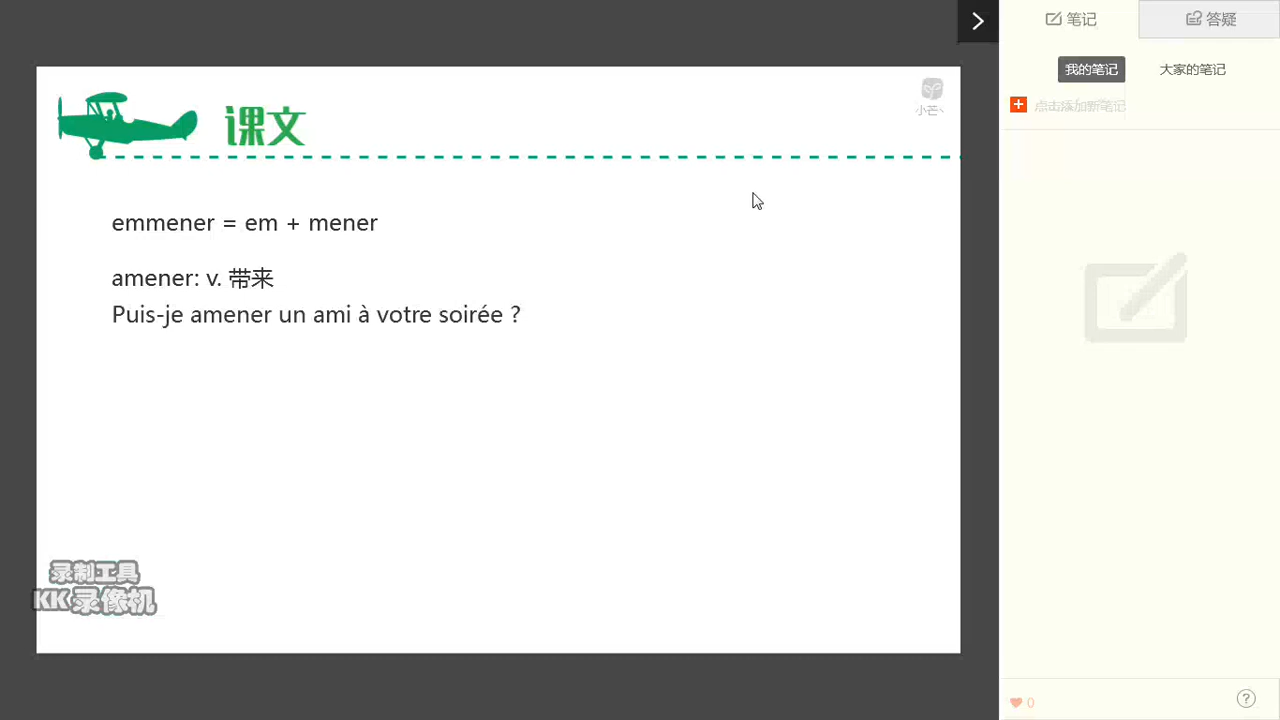 笔记
答疑
我的笔记
大家的笔记
点击添加新笔记
课文
小芒丶
emmener = em + mener
amener: v. 带来
Puis-je amener un ami à votre soirée ?
录制工具
KK 录像机
0
?